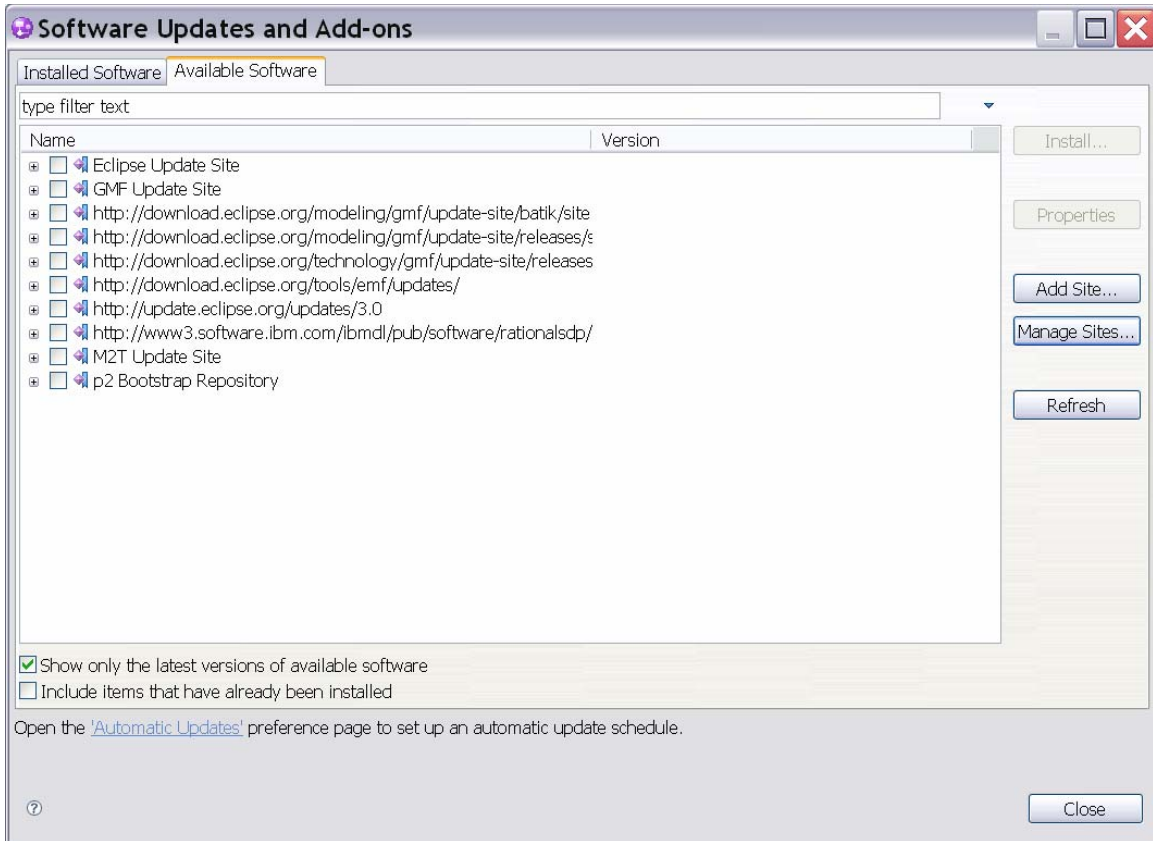 Software Updates and Add-ons
Installed Software Available Software
type filter text
Name Version
Install...
Eclipse Update Site
GMF Update Site
http://download.eclipse.org/modeling/gmf/update-site/batik/site
Properties
http://download.eclipse.org/modeling/gmf/update-site/releases/s
http://download.eclipse.org/technology/gmf/update-site/releases
http://download.eclipse.org/tools/emf/updates/
Add Site...
http://update.eclipse.org/updates/3.0
http://www3.software.ibm.com/ibmdl/pub/software/rationalsdp/
Manage Sites...
M2T Update Site
p2 Bootstrap Repository
Refresh
Show only the latest versions of available software
Include items that have already been installed
Open the 'Automatic Updates' preference page to set up an automatic update schedule.
?
Close